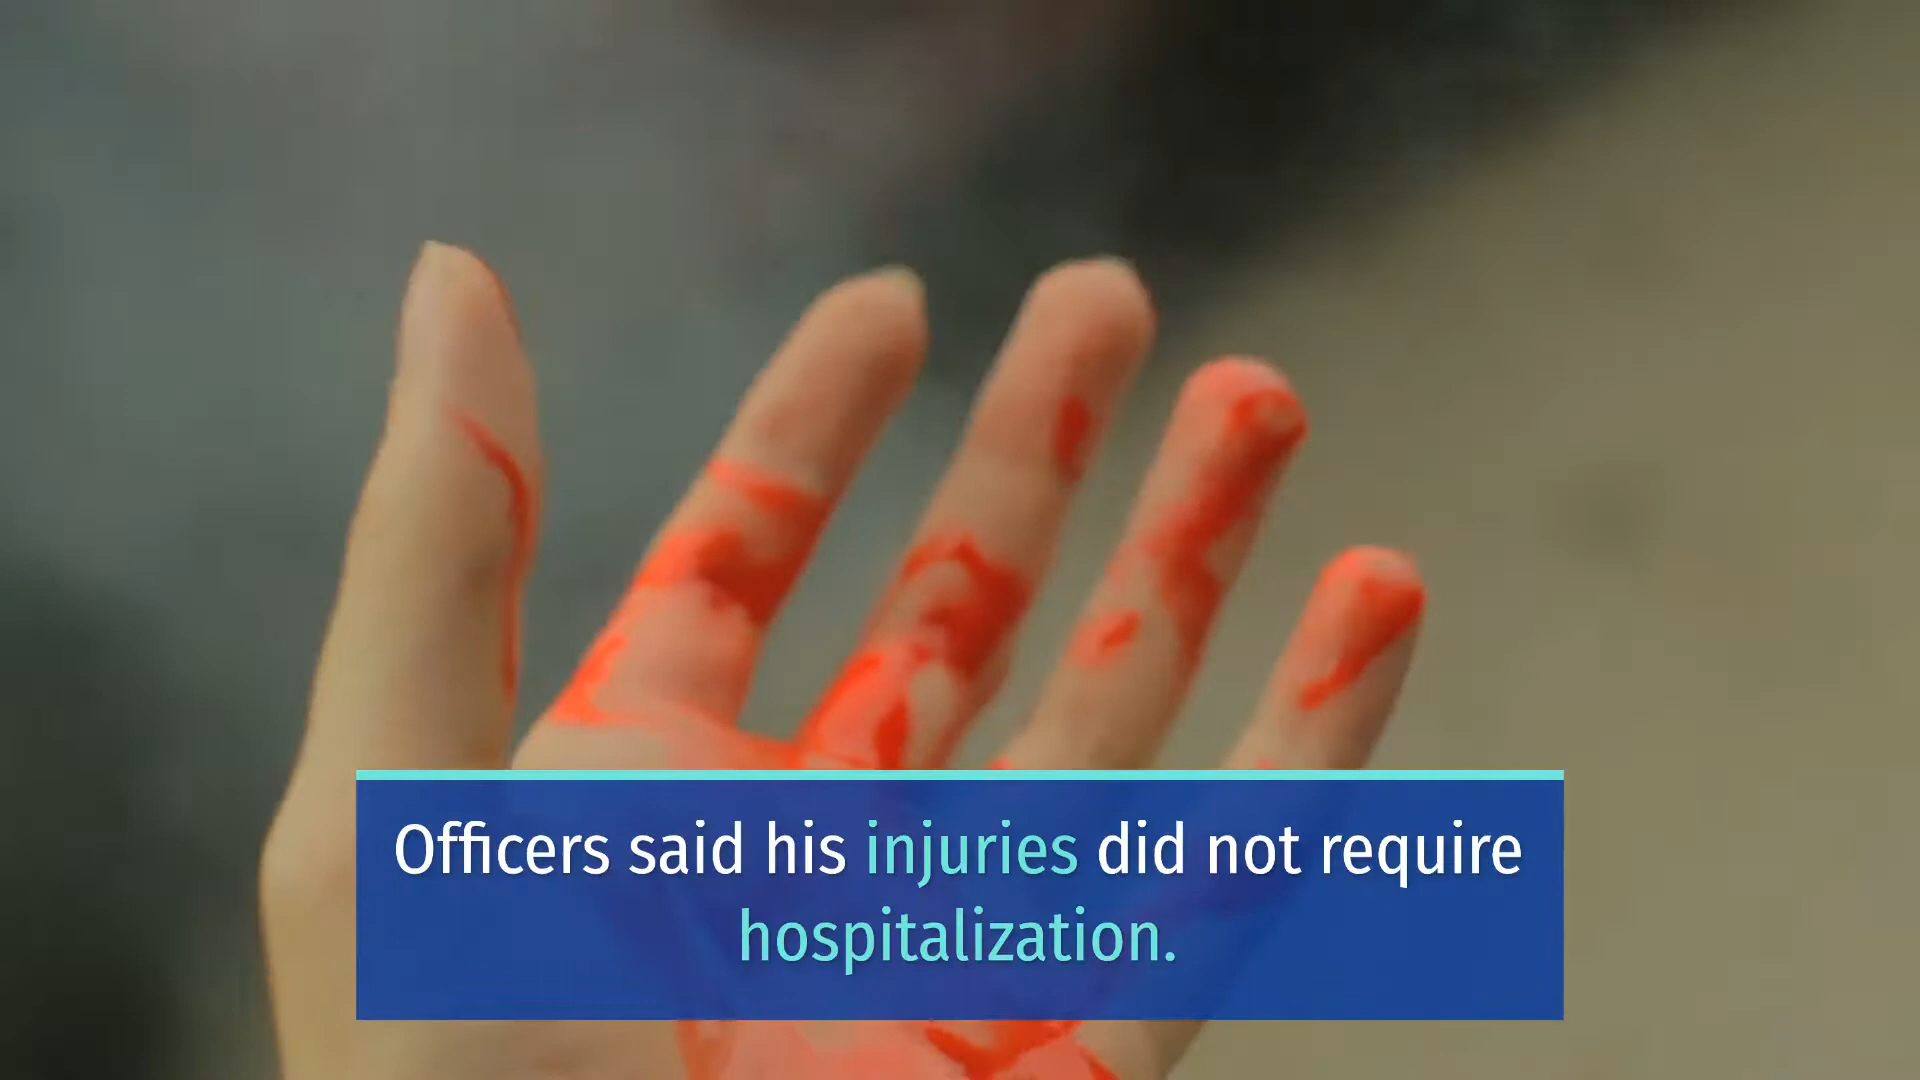 Officers said his injuries did not require
hospitalization.